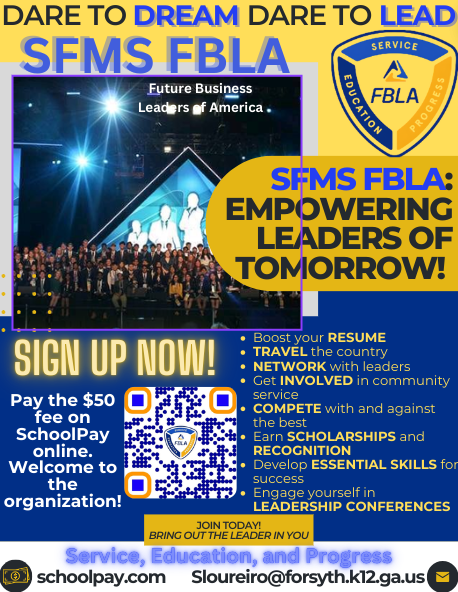 DARE TO DREAM DARE TO LEAD
SFMS FBLA
Future Business
Leaders of America
SERVICE
EDUCATION
PROGRESS
FBLA
SFMS FBLA:
EMPOWERING
LEADERS OF
TOMORROW!
SIGN UP NOW!
Pay the $50
fee on
SchoolPay
online.
Welcome to
the
organization!
Boost your RESUME
TRAVEL the country
NETWORK with leaders
Get INVOLVED in community
service
COMPETE with and against
the best
Earn SCHOLARSHIPS and
RECOGNITION
Develop ESSENTIAL SKILLS for
success
Engage yourself in
LEADERSHIP CONFERENCES
JOIN TODAY!
BRING OUT THE LEADER IN YOU
Service, Education, and Progress
schoolpay.com
Sloureiro@forsyth.k12.ga.us